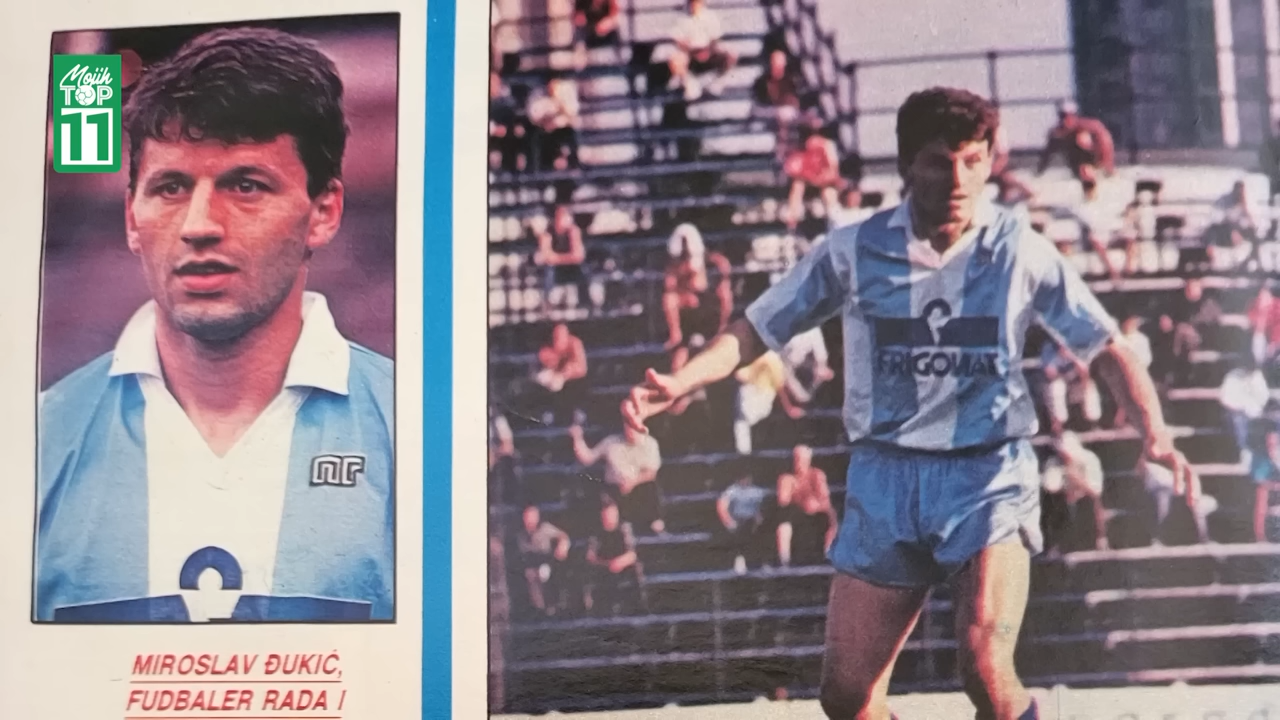 Mojih
TOP
11
NR
FRIGOMAT
MIROSLAV ĐUKIĆ,
FUDBALER RADA I